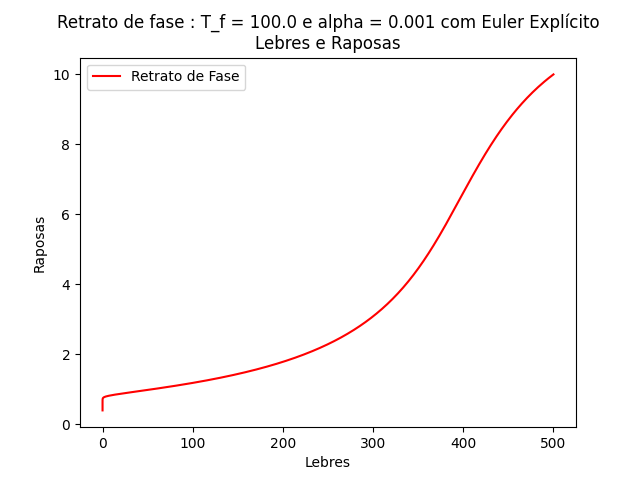 Retrato de fase : T_f = 100.0 e alpha = 0.001 com Euler Explícito
Lebres e Raposas
Retrato de Fase
10
8
6
4
2
0
Raposas
0 100 200 300 400 500
Lebres